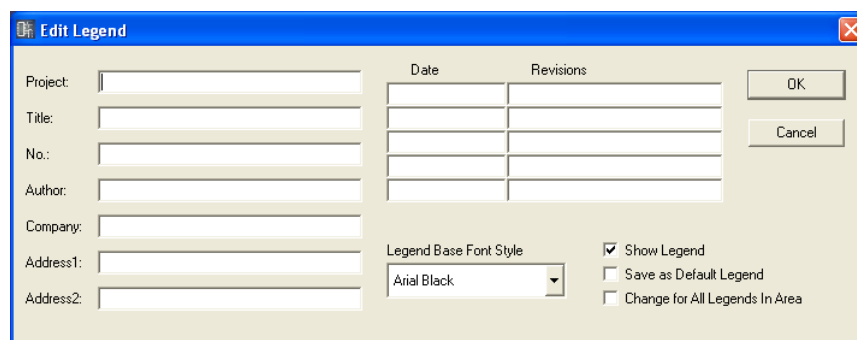 Edit Legend
Project:
Title:
No.:
Author:
Company:
Address1:
Address2:
Date Revisions
Legend Base Font Style
Arial Black
Show Legend
Save as Default Legend
Change for All Legends In Area
OK
Cancel